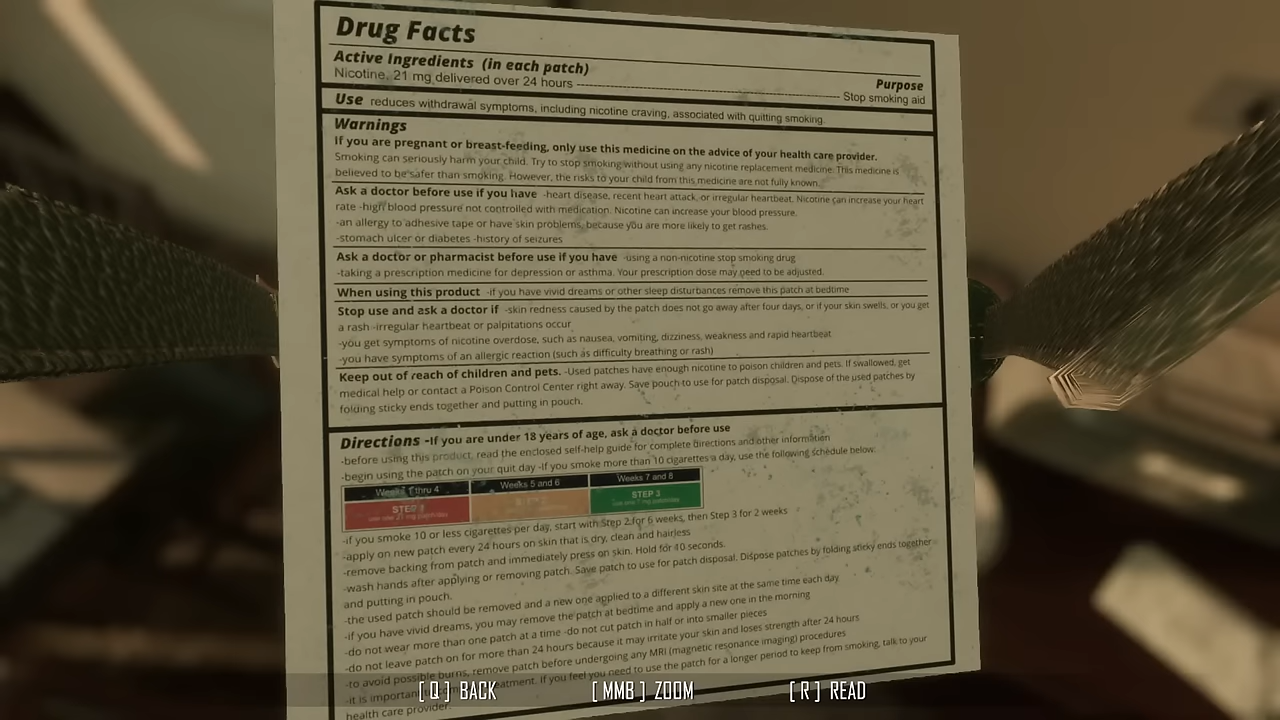 Drug Facts
Active Ingredients (in each patch)
Purpose
Nicotine, 21 mg delivered over 24 hours ---- Stop smoking aid
Use reduces withdrawal symptoms, including nicotine craving, associated with quitting smoking.
Warnings
If you are pregnant or breast-feeding, only use this medicine on the advice of your health care provider.
Smoking can seriously harm your child. Try to stop smoking without using any nicotine replacement medicine. This medicine is
believed to be safer than smoking. However, the risks to your child from this medicine are not fully known.
Ask a doctor before use if you have -heart disease, recent heart attack, or irregular heartbeat. Nicotine can increase your heart
rate -high blood pressure not controlled with medication. Nicotine can increase your blood pressure.
-an allergy to adhesive tape or have skin problems, because you are more likely to get rashes.
-stomach ulcer or diabetes -history of seizures
Ask a doctor or pharmacist before use if you have -using a non-nicotine stop smoking drug
-taking a prescription medicine for depression or asthma. Your prescription dose may need to be adjusted.
When using this product -if you have vivid dreams or other sleep disturbances remove this patch at bedtime
Stop use and ask a doctor if -skin redness caused by the patch does not go away after four days, or if your skin swells, or you get
a rash -irregular heartbeat or palpitations occur
-you get symptoms of nicotine overdose, such as nausea, vomiting, dizziness, weakness and rapid heartbeat
-you have symptoms of an allergic reaction (such as difficulty breathing or rash)
Keep out of reach of children and pets. -Used patches have enough nicotine to poison children and pets. If swallowed, get
medical help or contact a Poison Control Center right away. Save pouch to use for patch disposal. Dispose of the used patches by
folding sticky ends together and putting in pouch.
Directions -If you are under 18 years of age, ask a doctor before use
-before using this product, read the enclosed self-help guide for complete directions and other information
-begin using the patch on your quit day -If you smoke more than 10 cigarettes a day, use the following schedule below:
Weeks 1 thru 4 Weeks 5 and 6 Weeks 7 and 8
STEP 1 STEP 2 STEP 3
-if you smoke 10 or less cigarettes per day, start with Step 2 for 6 weeks, then Step 3 for 2 weeks
-apply on new patch every 24 hours on skin that is dry, clean and hairless
-remove backing from patch and immediately press on skin. Hold for 10 seconds.
-wash hands after applying or removing patch. Save patch to use for patch disposal. Dispose patches by folding sticky ends together
and putting in pouch.
-the used patch should be removed and a new one applied to a different skin site at the same time each day
-if you have vivid dreams, you may remove the patch at bedtime and apply a new one in the morning
-do not wear more than one patch at a time -do not cut patch in half or into smaller pieces
-do not leave patch on for more than 24 hours because it may irritate your skin and loses strength after 24 hours
-to avoid possible burns, remove patch before undergoing any MRI (magnetic resonance imaging) procedures
-it is important treatment. If you feel you need to use the patch for a longer period to keep from smoking, talk to your
health care provider.
[ Q ] BACK [ MMB ] ZOOM [ R ] READ